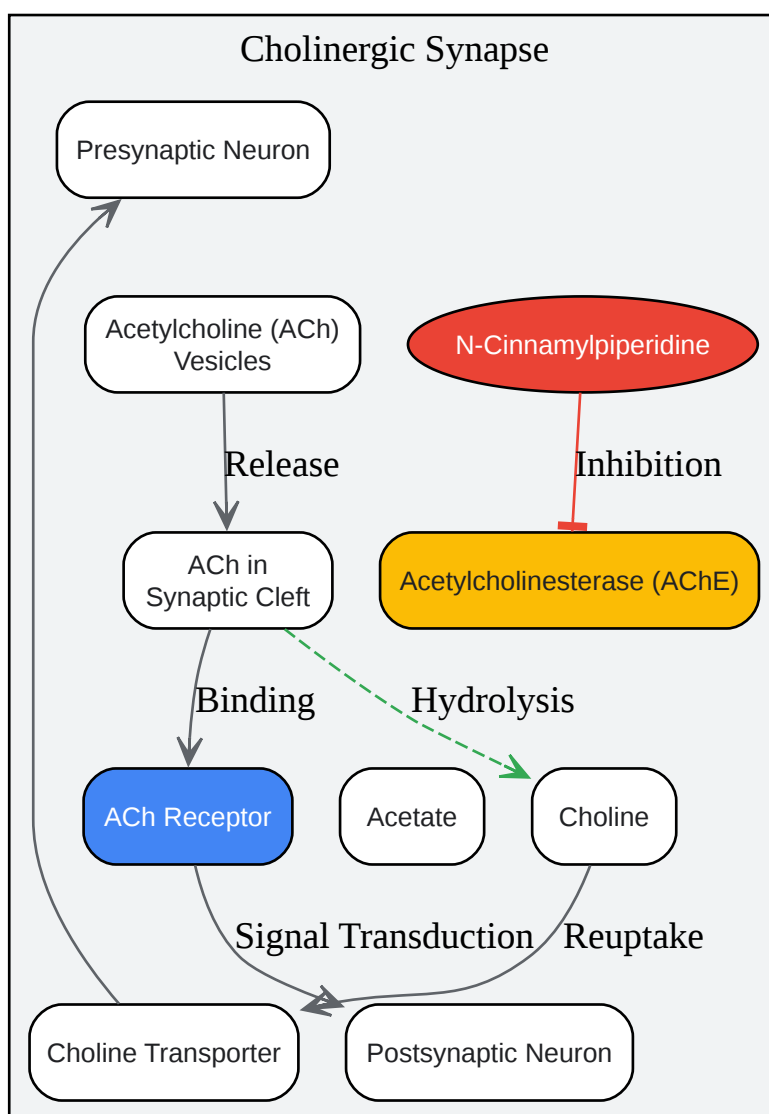 Cholinergic Synapse
Presynaptic Neuron
Acetylcholine (ACh)
Vesicles
N-Cinnamylpiperidine
Release
Inhibition
ACh in
Synaptic Cleft
Acetylcholinesterase (AChE)
Binding
Hydrolysis
ACh Receptor
Acetate
Choline
Signal Transduction
Reuptake
Choline Transporter
Postsynaptic Neuron